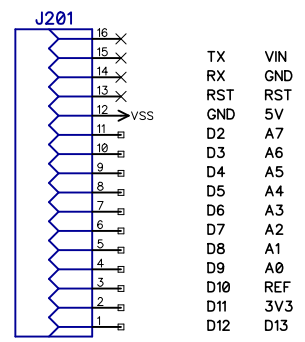 J201
16
15 TX VIN
14 RX GND
13 RST RST
12 VSS GND 5V
11 D2 A7
10 D3 A6
9 D4 A5
8 D5 A4
7 D6 A3
6 D7 A2
5 D8 A1
4 D9 A0
3 D10 REF
2 D11 3V3
1 D12 D13